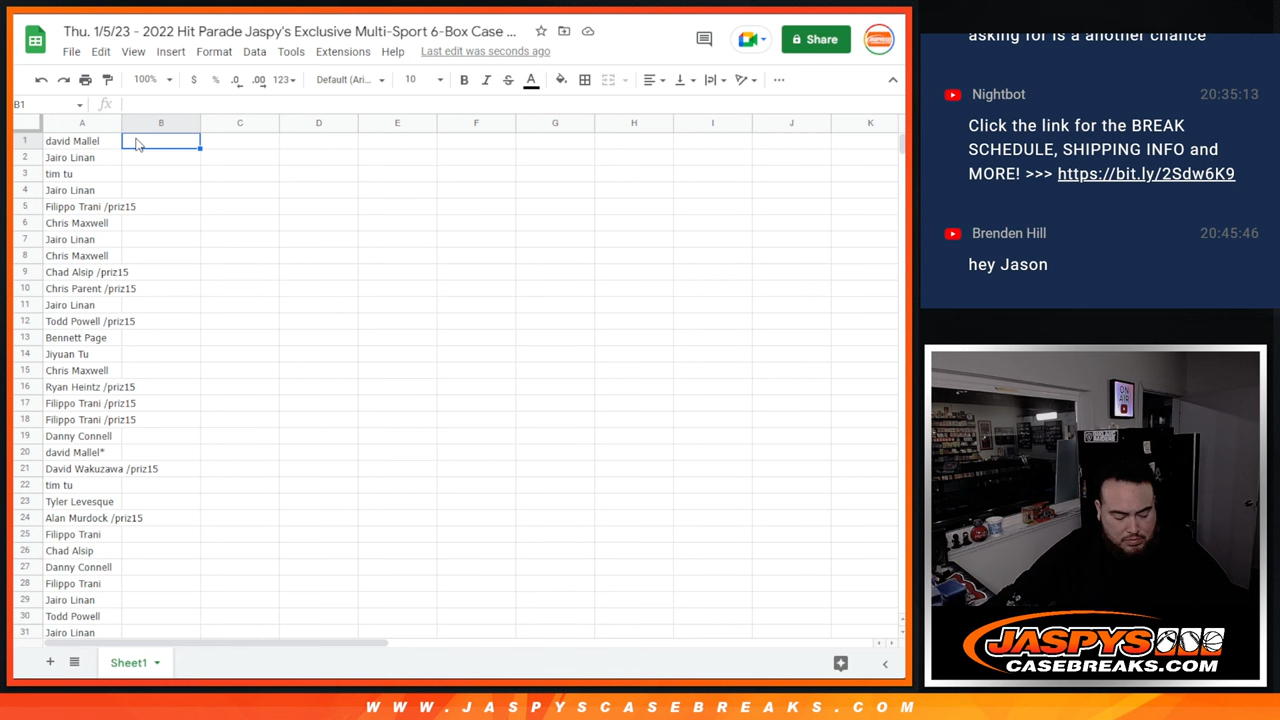 Thu. 1/5/23 - 2022 Hit Parade Jaspy's Exclusive Multi-Sport 6-Box Case ...
File Edit View Insert Format Data Tools Extensions Help Last edit was seconds ago
Share
100% $ % .0 .00 123 Default (Ari... 10 B I S A
B1 fx
A B C D E F G H I J K
1 david Mallel
2 Jairo Linan
3 tim tu
4 Jairo Linan
5 Filippo Trani /priz15
6 Chris Maxwell
7 Jairo Linan
8 Chris Maxwell
9 Chad Alsip /priz15
10 Chris Parent /priz15
11 Jairo Linan
12 Todd Powell /priz15
13 Bennett Page
14 Jiyuan Tu
15 Chris Maxwell
16 Ryan Heintz /priz15
17 Filippo Trani /priz15
18 Filippo Trani /priz15
19 Danny Connell
20 david Mallel*
21 David Wakuzawa /priz15
22 tim tu
23 Tyler Levesque
24 Alan Murdock /priz15
25 Filippo Trani
26 Chad Alsip
27 Danny Connell
28 Filippo Trani
29 Jairo Linan
30 Todd Powell
31 Jairo Linan
Sheet1
asking for is a another chance
Nightbot 20:35:13
Click the link for the BREAK
SCHEDULE, SHIPPING INFO and
MORE! >>> https://bit.ly/2Sdw6K9
Brenden Hill 20:45:46
hey Jason
ON
AIR
JASPYS
CASEBREAKS.COM
WWW.JASPYSCASEBREAKS.COM